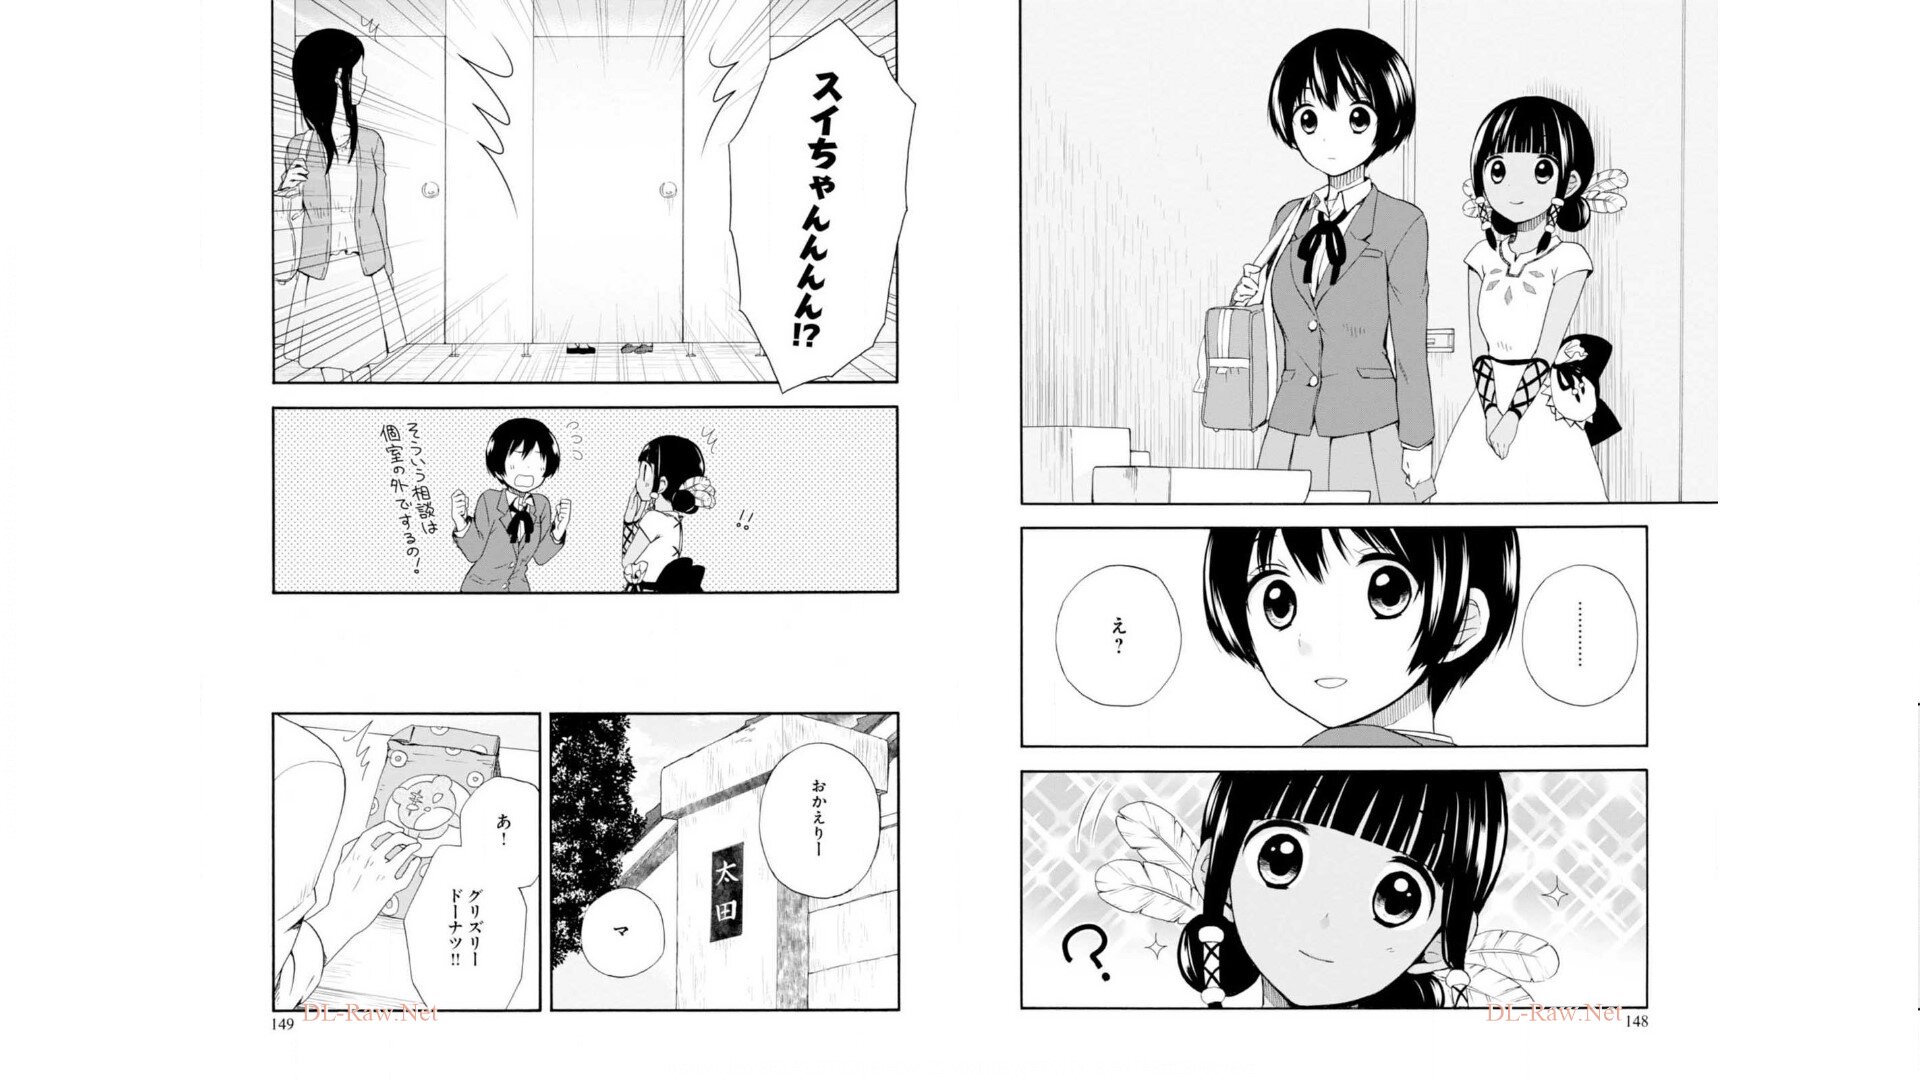 …………
え？
?
148
DL-Raw.Net
スイちゃんんんん!?
そういう相談は
個室の外でするの！
!!
おかえりー
マ
太田
あ！
グリズリー
ドーナツ!!
149
DL-Raw.Net